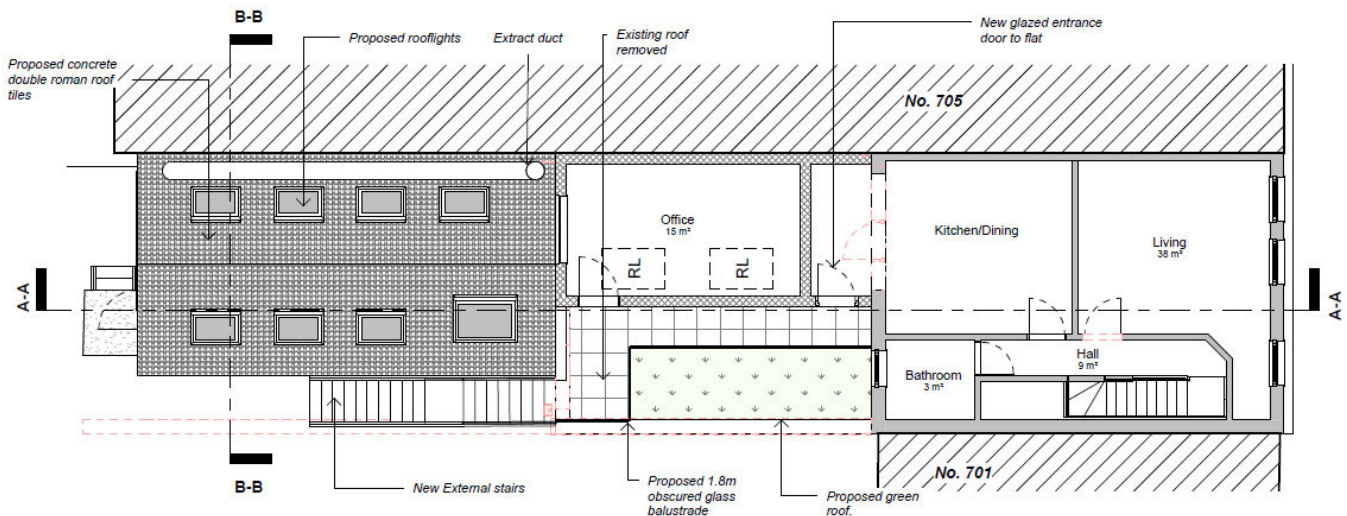 B-B
Proposed rooflights
Extract duct
Existing roof
removed
New glazed entrance
door to flat
Proposed concrete
double roman roof
tiles
No. 705
Office
15 m²
RL
RL
Kitchen/Dining
Living
38 m²
A-A
A-A
Hall
9 m²
Bathroom
3 m²
B-B
New External stairs
Proposed 1.8m
obscured glass
balustrade
Proposed green
roof.
No. 701